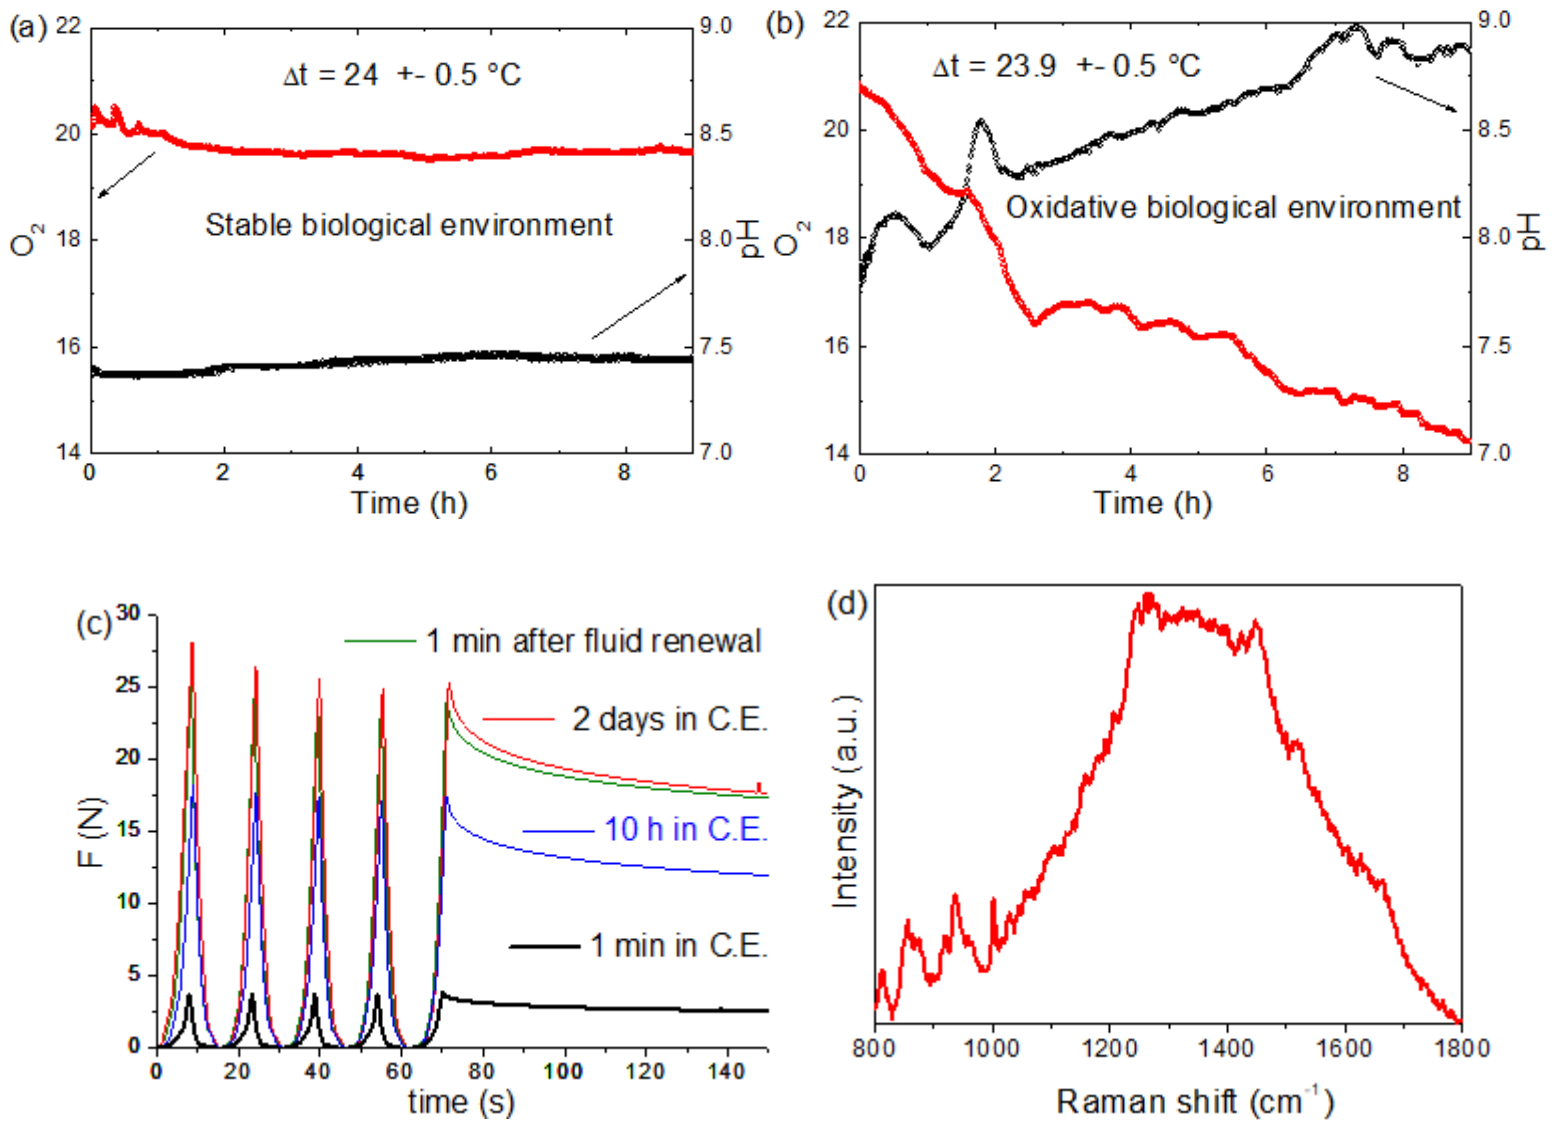 (a)
22
20
18
16
14
O2
9.0
8.5
8.0
7.5
7.0
pH
Δt = 24 +- 0.5 °C
Stable biological environment
0 2 4 6 8
Time (h)
(b)
22
20
18
16
14
O2
9.0
8.5
8.0
7.5
7.0
pH
Δt = 23.9 +- 0.5 °C
Oxidative biological environment
0 2 4 6 8
Time (h)
(c)
30
25
20
15
10
5
0
F (N)
1 min after fluid renewal
2 days in C.E.
10 h in C.E.
1 min in C.E.
0 20 40 60 80 100 120 140
time (s)
(d)
Intensity (a.u.)
800 1000 1200 1400 1600 1800
Raman shift (cm-1)